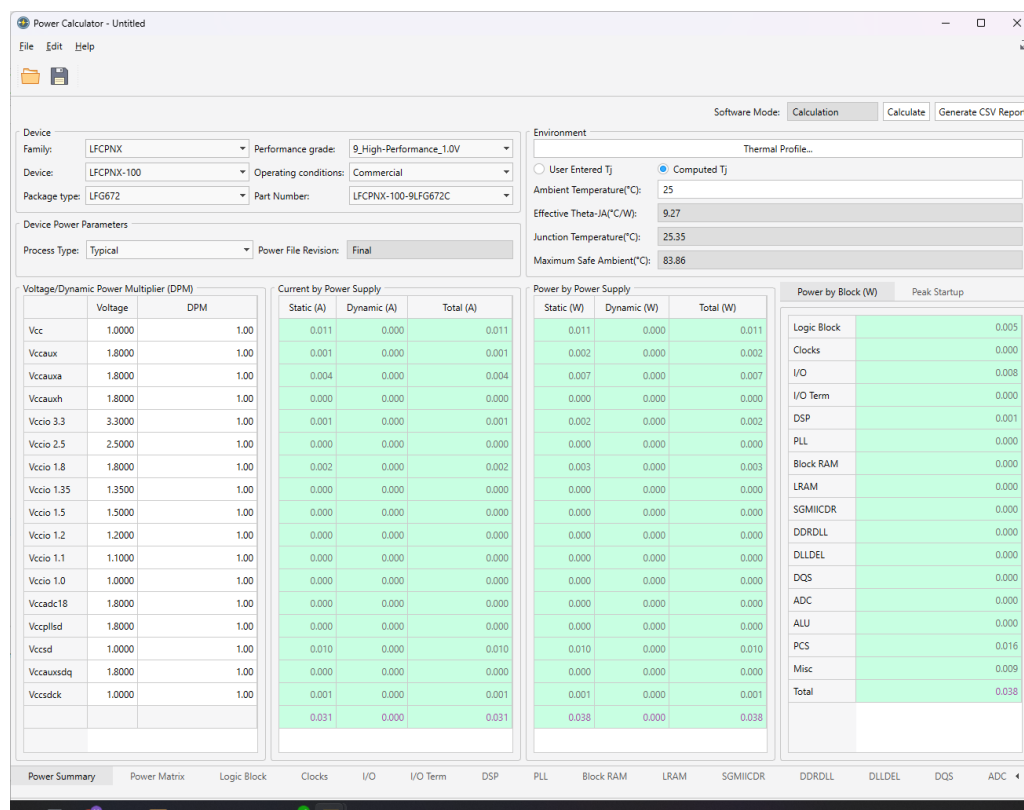 Power Calculator - Untitled
File Edit Help
Software Mode: Calculation Calculate Generate CSV Repor
Device
Family: LFCPNX Performance grade: 9_High-Performance_1.0V
Device: LFCPNX-100 Operating conditions: Commercial
Package type: LFG672 Part Number: LFCPNX-100-9LFG672C
Environment
Thermal Profile...
User Entered Tj Computed Tj
Ambient Temperature(°C): 25
Effective Theta-JA(°C/W): 9.27
Junction Temperature(°C): 25.35
Maximum Safe Ambient(°C): 83.86
Device Power Parameters
Process Type: Typical Power File Revision: Final
Voltage/Dynamic Power Multiplier (DPM)
Voltage DPM
Vcc 1.0000 1.00
Vccaux 1.8000 1.00
Vccauxa 1.8000 1.00
Vccauxh 1.8000 1.00
Vccio 3.3 3.3000 1.00
Vccio 2.5 2.5000 1.00
Vccio 1.8 1.8000 1.00
Vccio 1.35 1.3500 1.00
Vccio 1.5 1.5000 1.00
Vccio 1.2 1.2000 1.00
Vccio 1.1 1.1000 1.00
Vccio 1.0 1.0000 1.00
Vccadc18 1.8000 1.00
Vccpllsd 1.8000 1.00
Vccsd 1.0000 1.00
Vccauxsdq 1.8000 1.00
Vccsdck 1.0000 1.00
Current by Power Supply
Static (A) Dynamic (A) Total (A)
0.011 0.000 0.011
0.001 0.000 0.001
0.004 0.000 0.004
0.000 0.000 0.000
0.001 0.000 0.001
0.000 0.000 0.000
0.002 0.000 0.002
0.000 0.000 0.000
0.000 0.000 0.000
0.000 0.000 0.000
0.000 0.000 0.000
0.000 0.000 0.000
0.000 0.000 0.000
0.000 0.000 0.000
0.010 0.000 0.010
0.000 0.000 0.000
0.001 0.000 0.001
0.031 0.000 0.031
Power by Power Supply
Static (W) Dynamic (W) Total (W)
0.011 0.000 0.011
0.002 0.000 0.002
0.007 0.000 0.007
0.000 0.000 0.000
0.002 0.000 0.002
0.000 0.000 0.000
0.003 0.000 0.003
0.000 0.000 0.000
0.000 0.000 0.000
0.000 0.000 0.000
0.000 0.000 0.000
0.000 0.000 0.000
0.000 0.000 0.000
0.000 0.000 0.000
0.010 0.000 0.010
0.000 0.000 0.000
0.001 0.000 0.001
0.038 0.000 0.038
Power by Block (W) Peak Startup
Logic Block 0.005
Clocks 0.000
I/O 0.008
I/O Term 0.000
DSP 0.001
PLL 0.000
Block RAM 0.000
LRAM 0.000
SGMIICDR 0.000
DDRDLL 0.000
DLLDEL 0.000
DQS 0.000
ADC 0.000
ALU 0.000
PCS 0.016
Misc 0.009
Total 0.038
Power Summary Power Matrix Logic Block Clocks I/O I/O Term DSP PLL Block RAM LRAM SGMIICDR DDRDLL DLLDEL DQS ADC